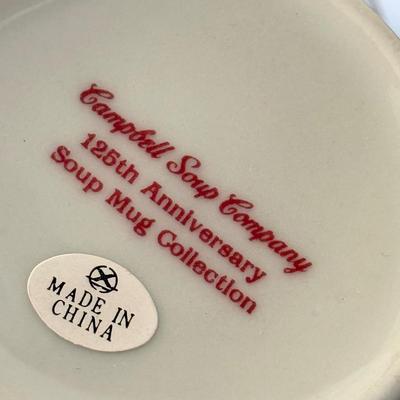 Campbell Soup Company
125th Anniversary
Soup Mug Collection
MADE IN
CHINA